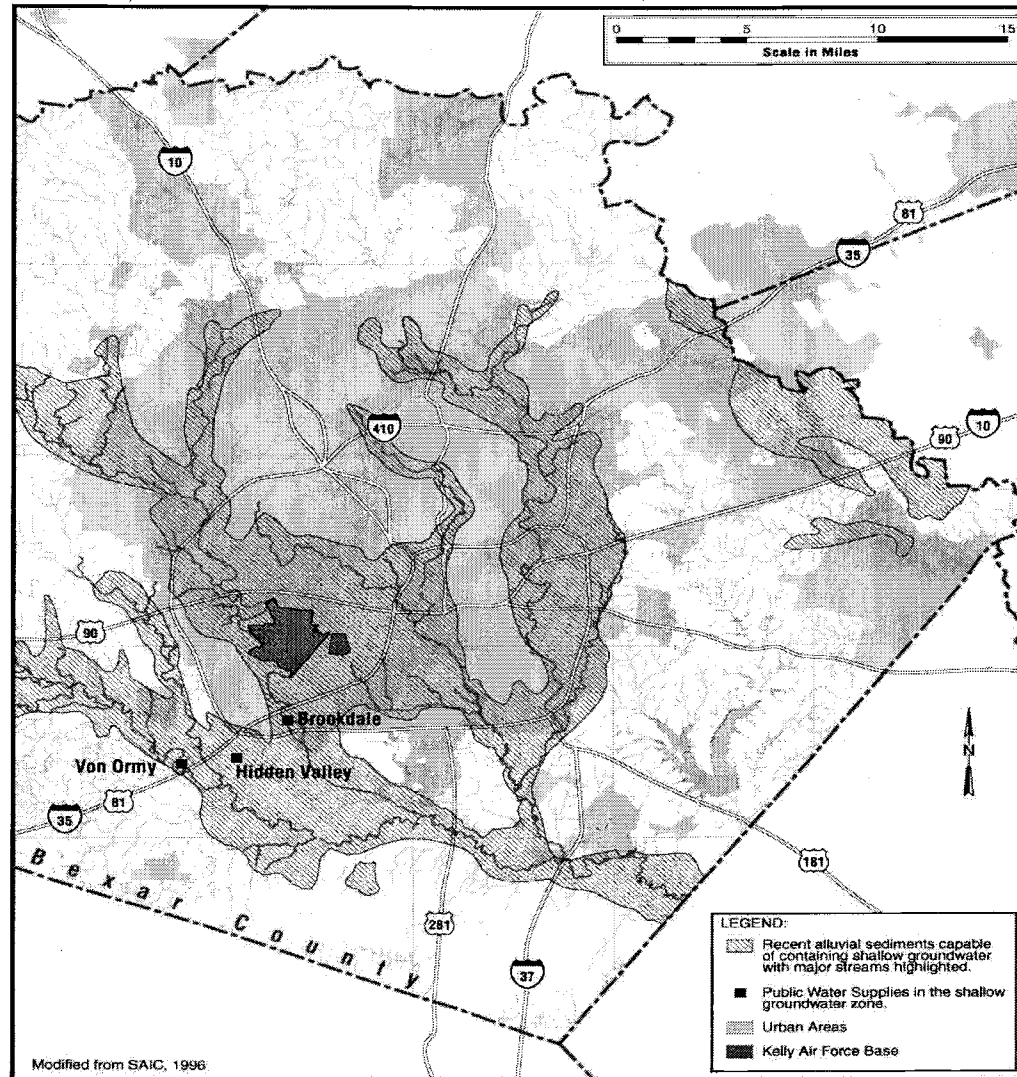 0 5 10 15
Scale in Miles
10
81
35
410
90
10
90
Brookdale
Von Ormy
Hidden Valley
81
35
Bexar County
181
281
37
N
LEGEND:
Recent alluvial sediments capable
of containing shallow groundwater
with major streams highlighted.
Public Water Supplies in the shallow
groundwater zone.
Urban Areas
Kelly Air Force Base
Modified from SAIC, 1996